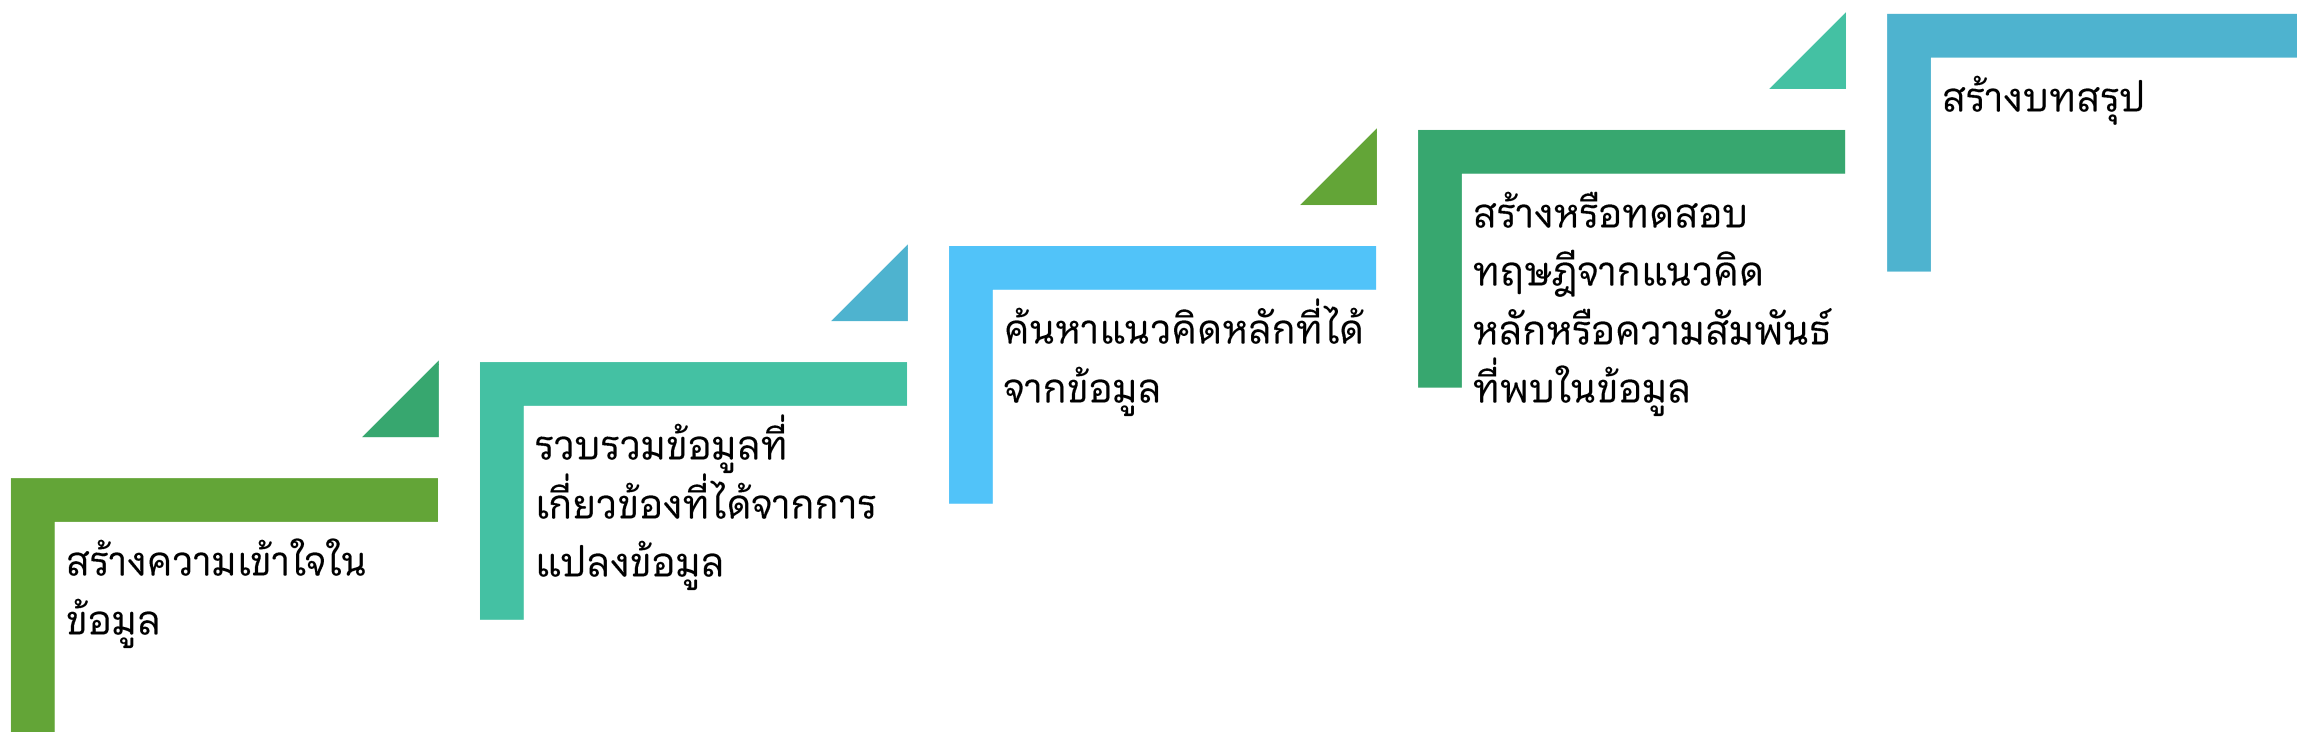 สร้างความเข้าใจใน
ข้อมูล
รวบรวมข้อมูลที่
เกี่ยวข้องที่ได้จากการ
แปลงข้อมูล
ค้นหาแนวคิดหลักที่ได้
จากข้อมูล
สร้างหรือทดสอบ
ทฤษฎีจากแนวคิด
หลักหรือความสัมพันธ์
ที่พบในข้อมูล
สร้างบทสรุป